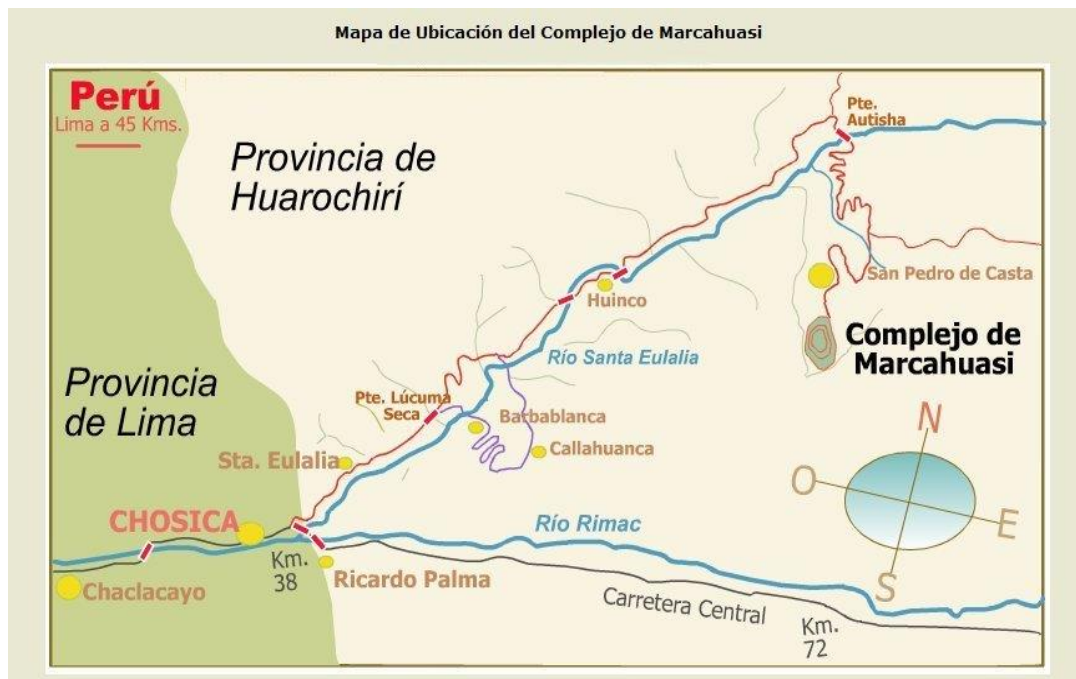 Mapa de Ubicación del Complejo de Marcahuasi
Perú
Lima a 45 Kms.
Provincia de
Huarochirí
Pte.
Autisha
San Pedro de Casta
Huinco
Complejo de
Marcahuasi
Río Santa Eulalia
Provincia
de Lima
Pte. Lúcuma
Seca
Barbablanca
Callahuanca
Sta. Eulalia
N
O
E
S
CHOSICA
Río Rimac
Km.
38
Ricardo Palma
Chaclacayo
Carretera Central
Km.
72